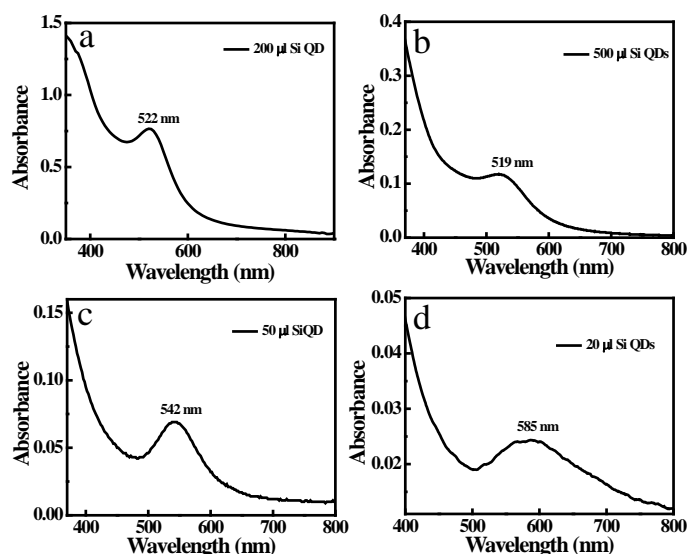 a
200 µl Si QD
522 nm
Absorbance
1.5
1.0
0.5
0.0
400
600
800
Wavelength (nm)
b
500 µl Si QDs
519 nm
Absorbance
0.4
0.3
0.2
0.1
0.0
400
500
600
700
800
Wavelength (nm)
c
50 µl SiQD
542 nm
Absorbance
0.15
0.10
0.05
0.00
400
500
600
700
800
Wavelength (nm)
d
20 µl Si QDs
585 nm
Absorbance
0.05
0.04
0.03
0.02
400
500
600
700
800
Wavelength (nm)